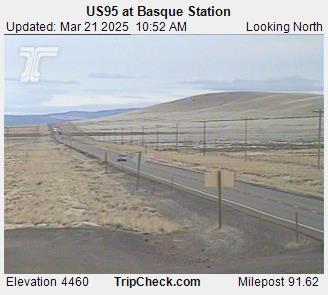 US95 at Basque Station
Updated: Mar 21 2025 10:52 AM Looking North
Elevation 4460 TripCheck.com Milepost 91.62